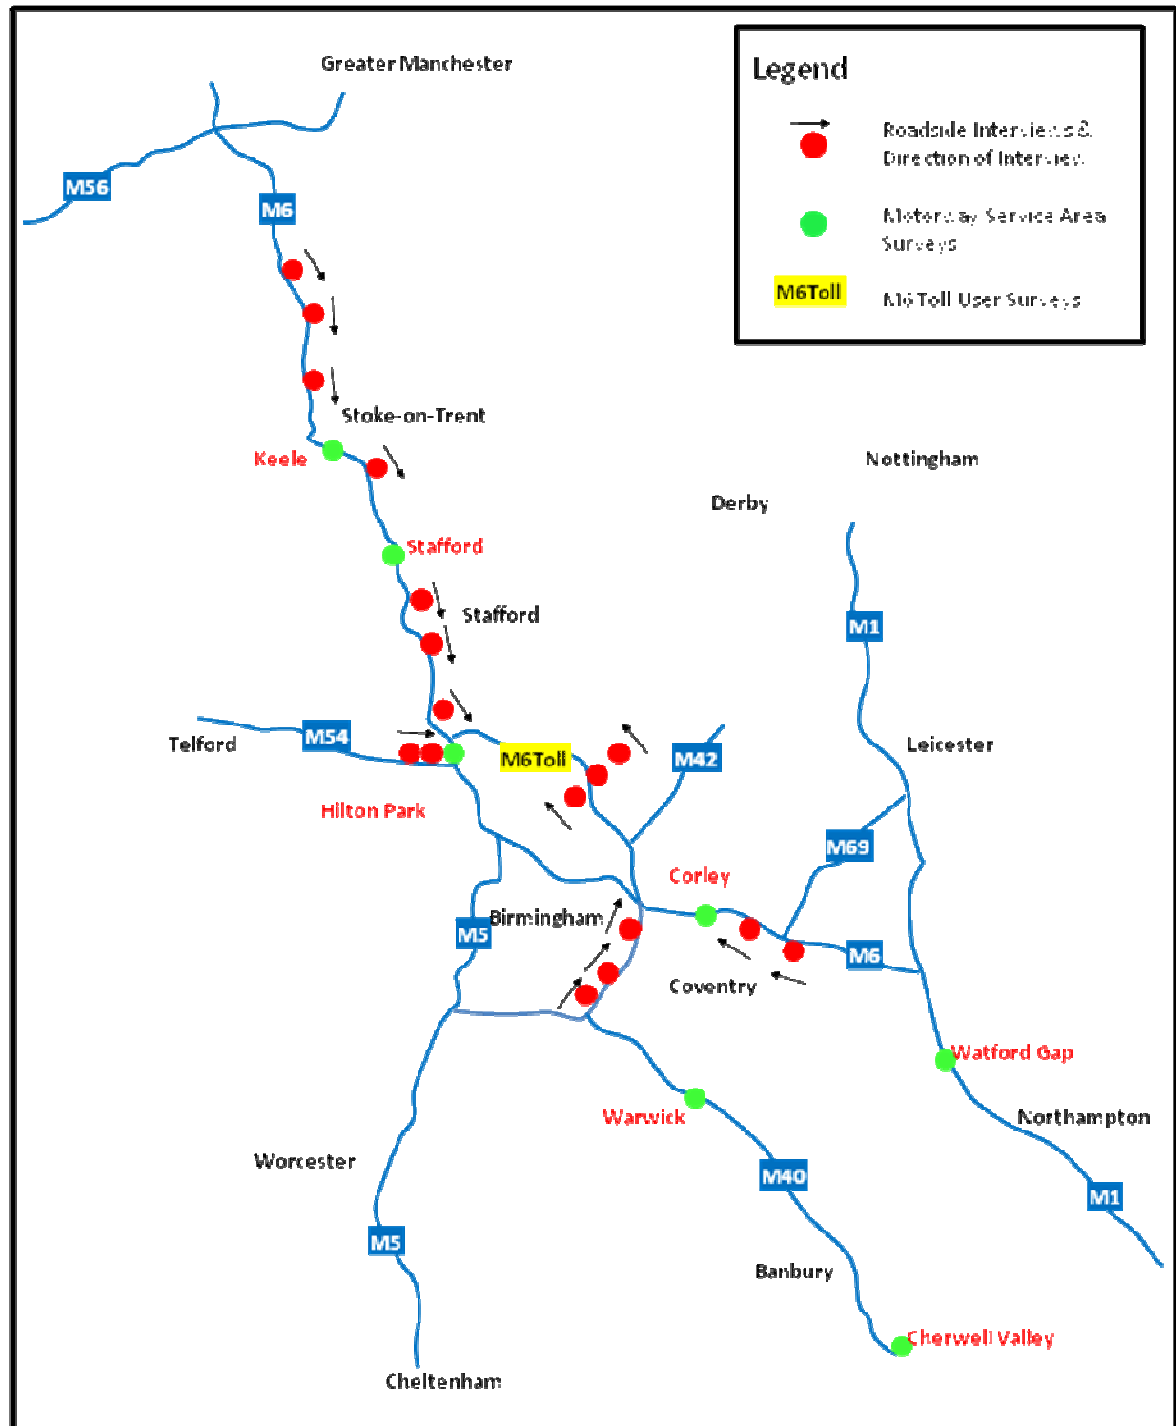 Greater Manchester
Legend
Roadside Interviews &
Direction of Interview
M56
M6
Motorway Service Area
Surveys
M6Toll
M6 Toll User Surveys
Stoke-on-Trent
Keele
Nottingham
Derby
Stafford
Stafford
M1
Telford
M54
M6Toll
M42
Leicester
Hilton Park
M69
Corley
Birmingham
M5
M6
Coventry
Watford Gap
Warwick
Northampton
Worcester
M40
M1
M5
Banbury
Cherwell Valley
Cheltenham